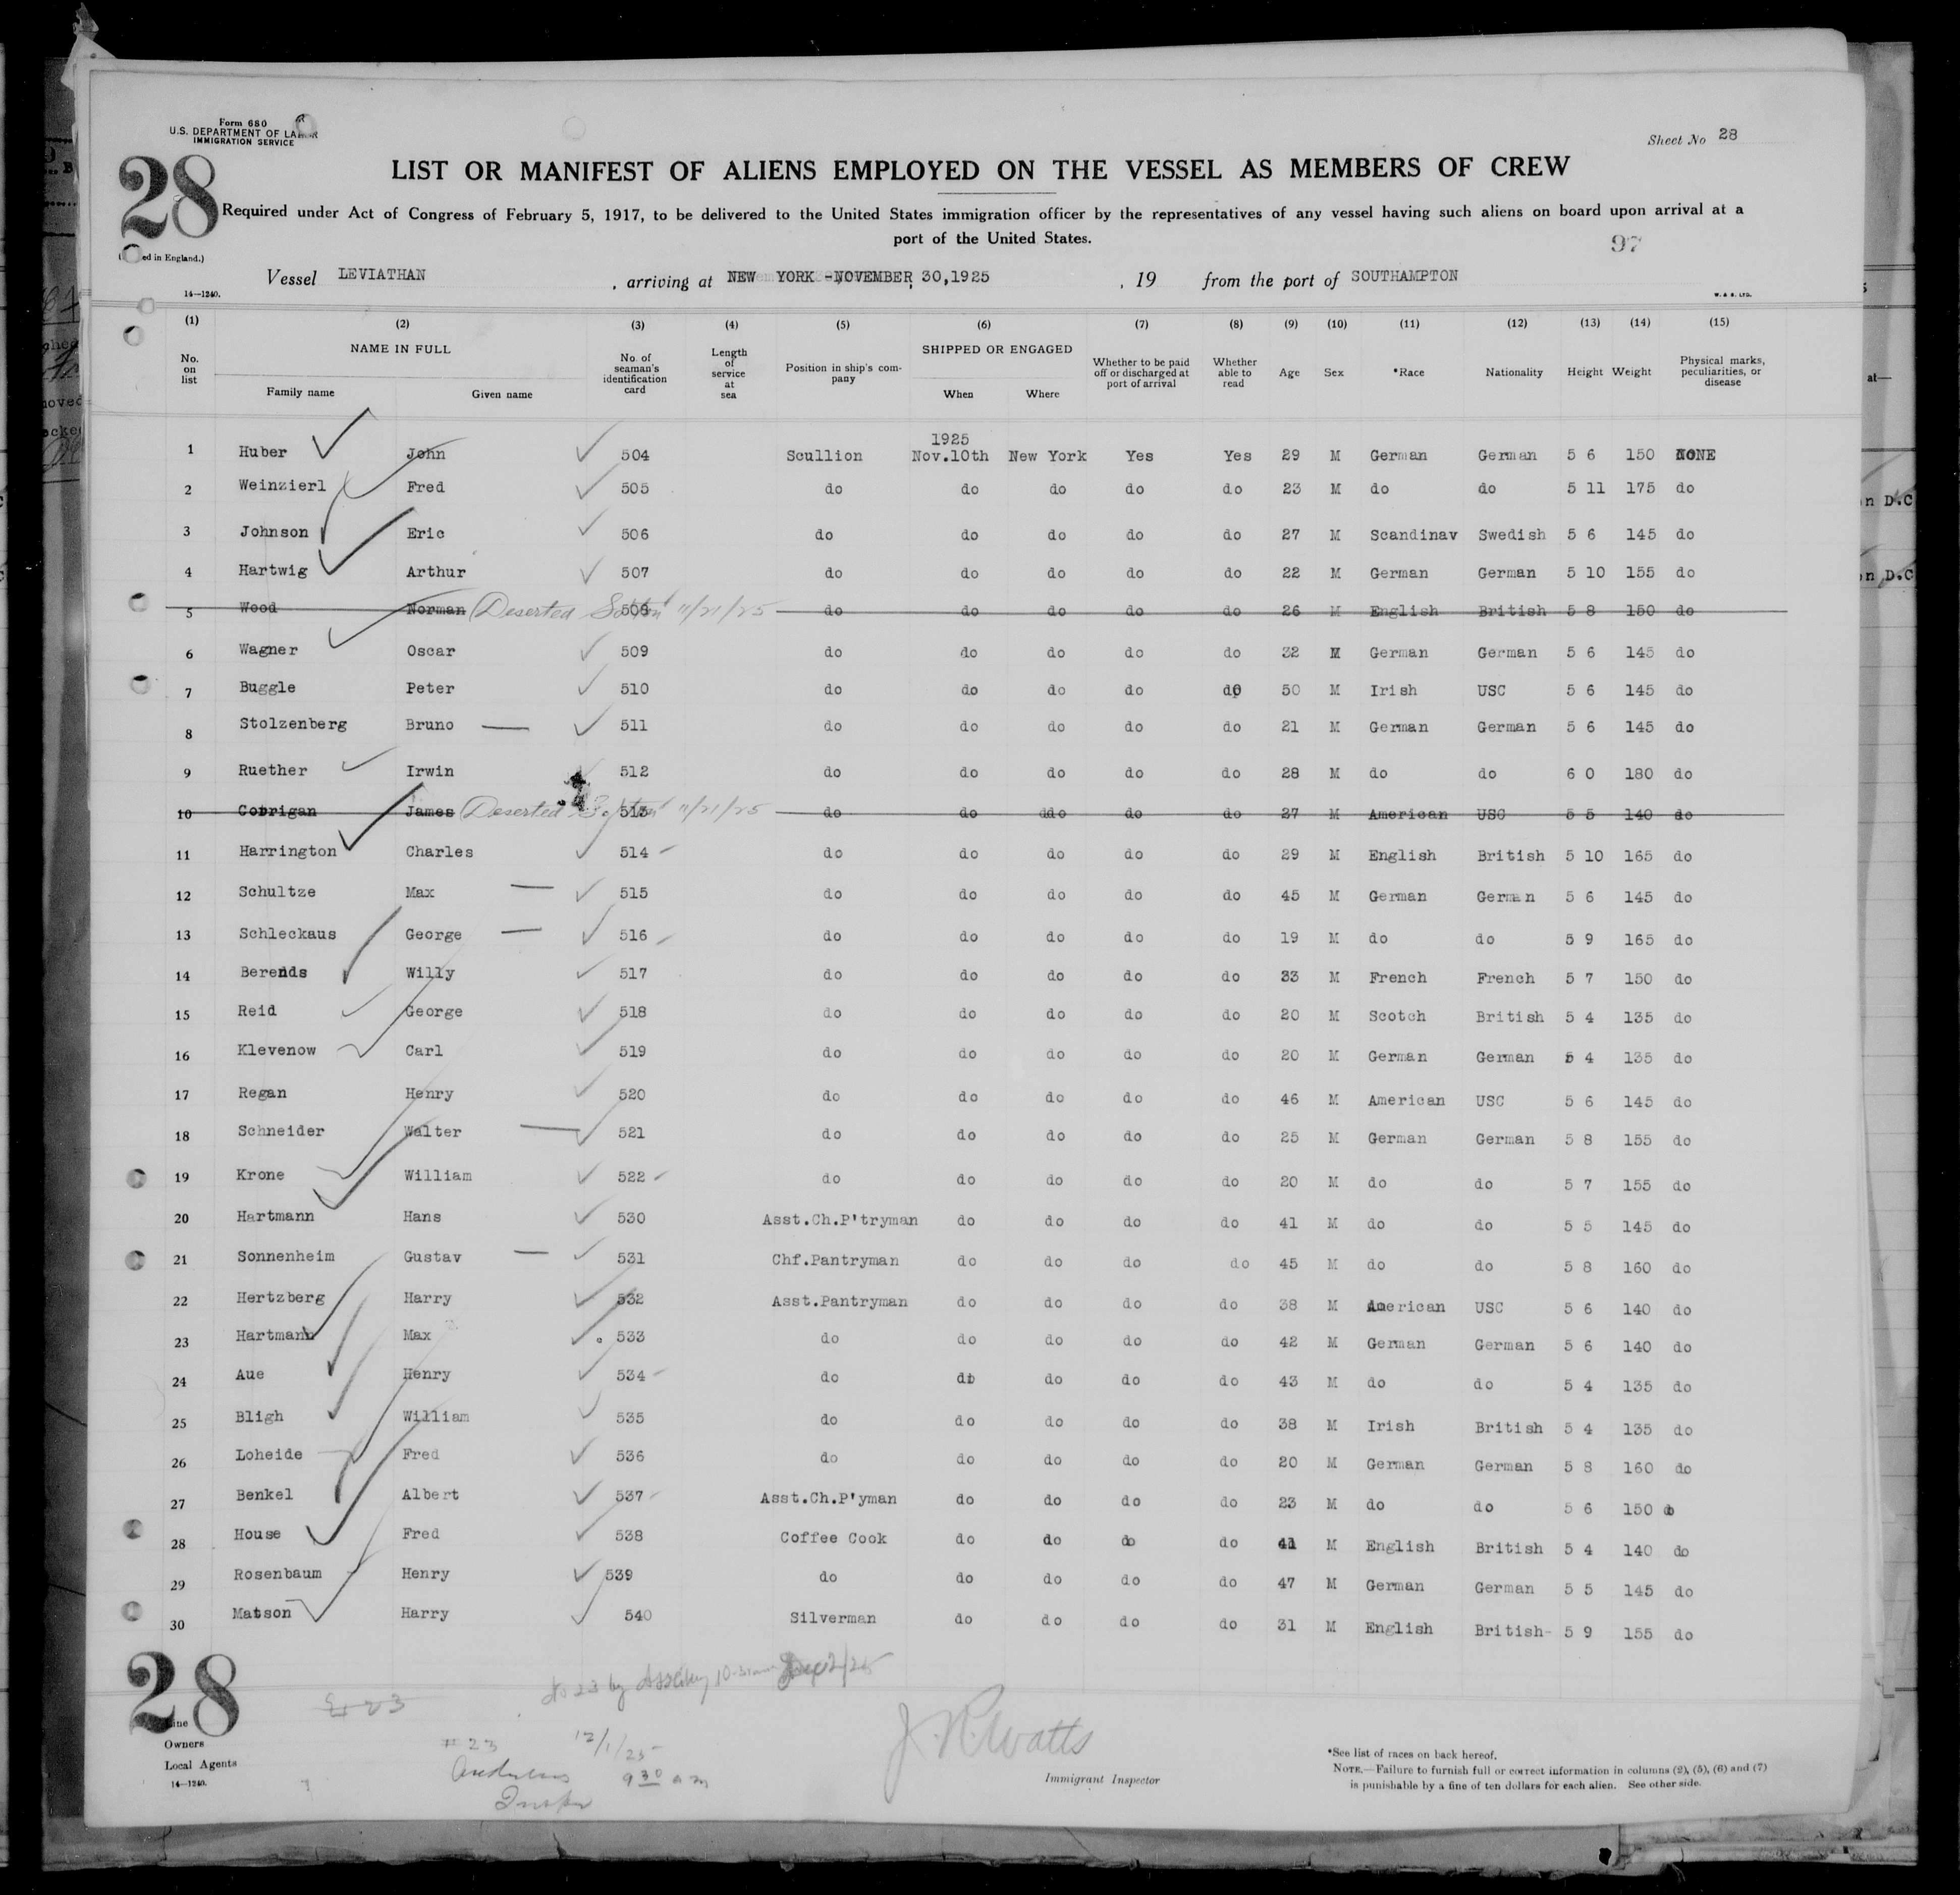 Form 680
U.S. DEPARTMENT OF LABOR
IMMIGRATION SERVICE
Sheet No 28
28
LIST OR MANIFEST OF ALIENS EMPLOYED ON THE VESSEL AS MEMBERS OF CREW
Required under Act of Congress of February 5, 1917, to be delivered to the United States immigration officer by the representatives of any vessel having such aliens on board upon arrival at a
port of the United States.
97
ed in England.)
Vessel LEVIATHAN , arriving at NEW YORK -NOVEMBER 30,1925 , 19 from the port of SOUTHAMPTON
14—1240.
W. & S. LTD.
(1) (2) (3) (4) (5) (6) (7) (8) (9) (10) (11) (12) (13) (14) (15)
No. on list NAME IN FULL Family name Given name No. of seaman's identification card Length of service at sea Position in ship's company SHIPPED OR ENGAGED When Where Whether to be paid off or discharged at port of arrival Whether able to read Age Sex *Race Nationality Height Weight Physical marks, peculiarities, or disease
1925
1 Huber John 504 Scullion Nov.10th New York Yes Yes 29 M German German 5 6 150 NONE
2 Weinzierl Fred 505 do do do do do 23 M do do 5 11 175 do
3 Johnson Eric 506 do do do do do 27 M Scandinav Swedish 5 6 145 do
4 Hartwig Arthur 507 do do do do do 22 M German German 5 10 155 do
5 Wood Norman (Deserted So'ton 508 11/21/25 do do do do do 26 M English British 5 8 150 do
6 Wagner Oscar 509 do do do do do 32 M German German 5 6 145 do
7 Buggle Peter 510 do do do do do 50 M Irish USC 5 6 145 do
8 Stolzenberg Bruno 511 do do do do do 21 M German German 5 6 145 do
9 Ruether Irwin 512 do do do do do 28 M do do 6 0 180 do
10 Corrigan James (Deserted So'ton 513 11/21/25 do do ddo do do 27 M American USC 5 5 140 do
11 Harrington Charles 514 do do do do do 29 M English British 5 10 165 do
12 Schultze Max 515 do do do do do 45 M German German 5 6 145 do
13 Schleckaus George 516 do do do do do 19 M do do 5 9 165 do
14 Berends Willy 517 do do do do do 33 M French French 5 7 150 do
15 Reid George 518 do do do do do 20 M Scotch British 5 4 135 do
16 Klevenow Carl 519 do do do do do 20 M German German 5 4 135 do
17 Regan Henry 520 do do do do do 46 M American USC 5 6 145 do
18 Schneider Walter 521 do do do do do 25 M German German 5 8 155 do
19 Krone William 522 do do do do do 20 M do do 5 7 155 do
20 Hartmann Hans 530 Asst.Ch.P'tryman do do do do 41 M do do 5 5 145 do
21 Sonnenheim Gustav 531 Chf.Pantryman do do do do 45 M do do 5 8 160 do
22 Hertzberg Harry 532 Asst.Pantryman do do do do 38 M American USC 5 6 140 do
23 Hartmann Max 533 do do do do do 42 M German German 5 6 140 do
24 Aue Henry 534 do do do do do 43 M do do 5 4 135 do
25 Bligh William 535 do do do do do 38 M Irish British 5 4 135 do
26 Loheide Fred 536 do do do do do 20 M German German 5 8 160 do
27 Benkel Albert 537 Asst.Ch.P'yman do do do do 23 M do do 5 6 150 do
28 House Fred 538 Coffee Cook do do do do 41 M English British 5 4 140 do
29 Rosenbaum Henry 539 do do do do do 47 M German German 5 5 145 do
30 Matson Harry 540 Silverman do do do do 31 M English British- 5 9 155 do
28
Line
Owners
Local Agents
14—1240.
23
#23 12/1/25
9 30 a m
J. R. Watts
Immigrant Inspector
*See list of races on back hereof.
NOTE.—Failure to furnish full or correct information in columns (2), (5), (6) and (7)
is punishable by a fine of ten dollars for each alien. See other side.